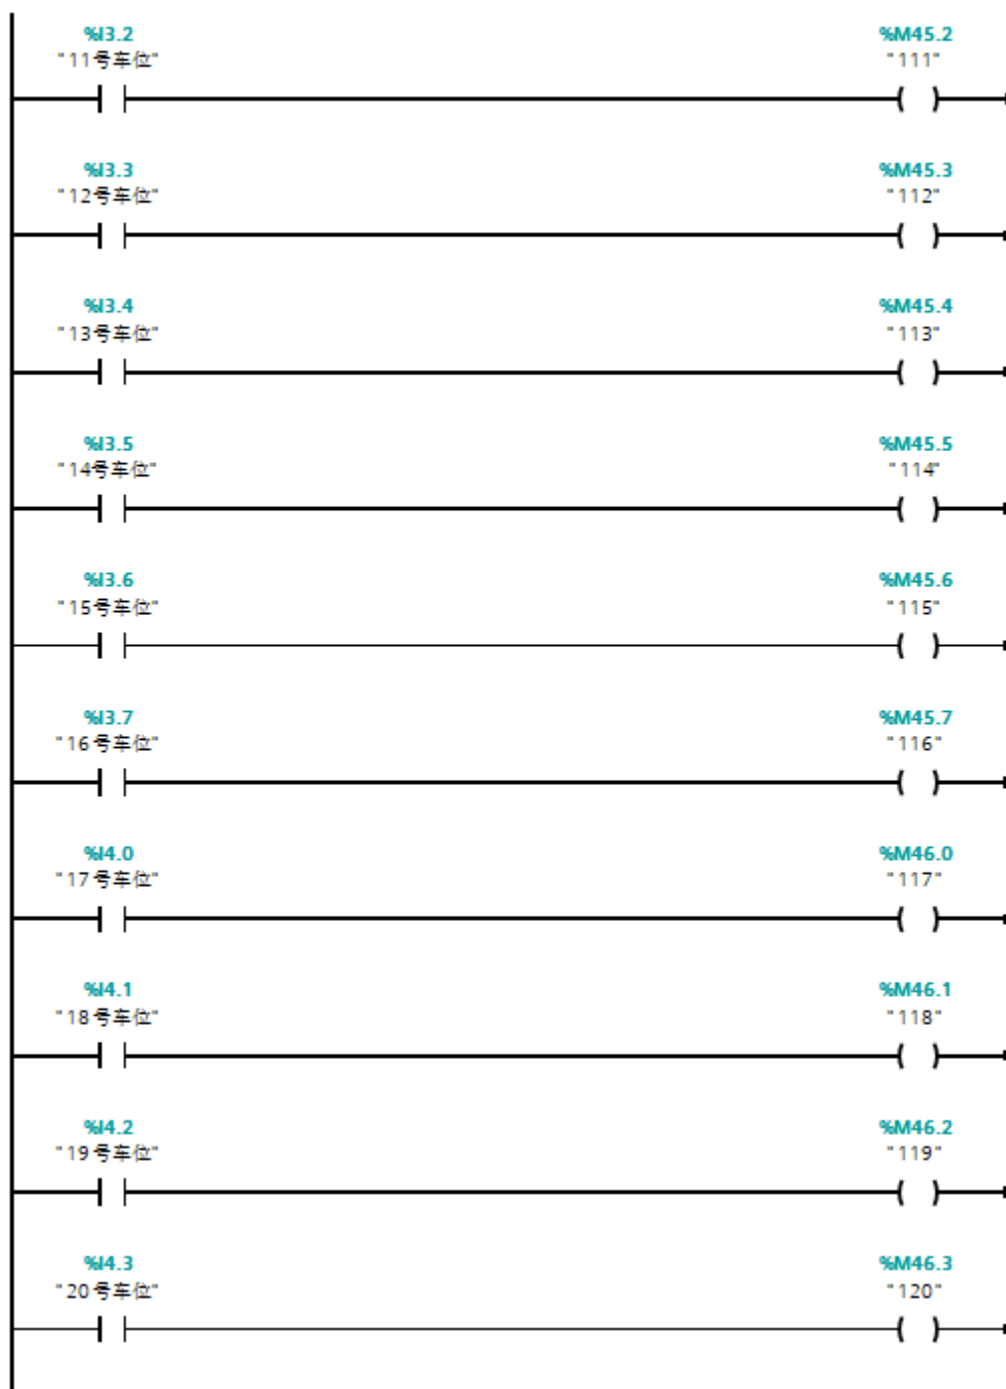 %I3.2 %M45.2
"11号车位" "111"
%I3.3 %M45.3
"12号车位" "112"
%I3.4 %M45.4
"13号车位" "113"
%I3.5 %M45.5
"14号车位" "114"
%I3.6 %M45.6
"15号车位" "115"
%I3.7 %M45.7
"16号车位" "116"
%I4.0 %M46.0
"17号车位" "117"
%I4.1 %M46.1
"18号车位" "118"
%I4.2 %M46.2
"19号车位" "119"
%I4.3 %M46.3
"20号车位" "120"